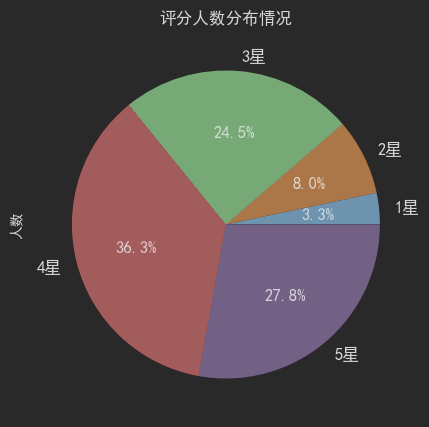 评分人数分布情况
3星
24.5%
2星
8.0%
1星
3.3%
人数
36.3%
4星
27.8%
5星